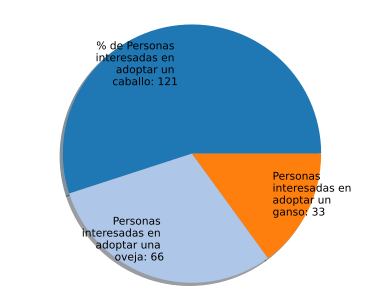 % de Personas
interesadas en
adoptar un
caballo: 121
Personas
interesadas en
adoptar un
ganso: 33
Personas
interesadas en
adoptar una
oveja: 66